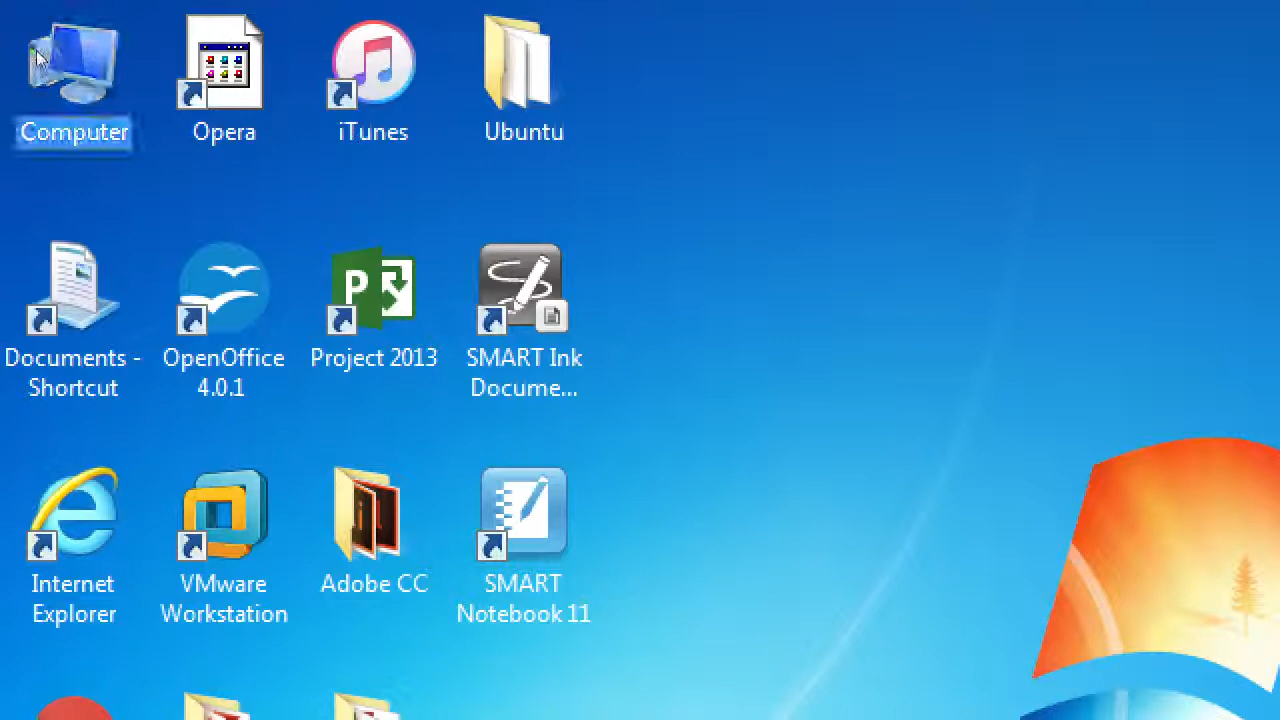 Computer
Opera
iTunes
Ubuntu
Documents -
Shortcut
OpenOffice
4.0.1
Project 2013
SMART Ink
Docume...
Internet
Explorer
VMware
Workstation
Adobe CC
SMART
Notebook 11